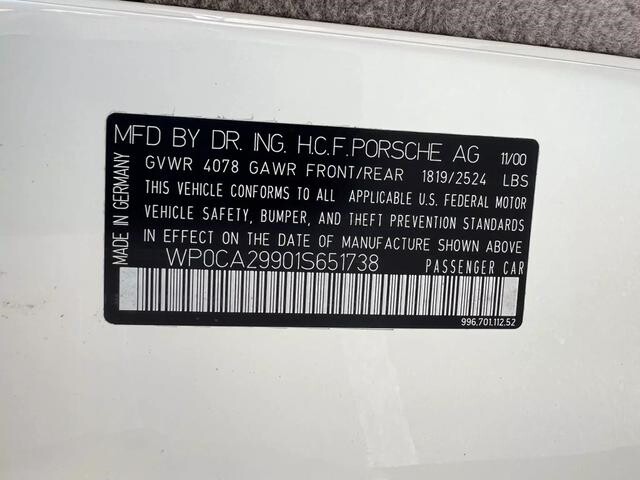 MFD BY DR. ING. H.C.F. PORSCHE AG 11/00
GVWR 4078 GAWR FRONT/REAR 1819/2524 LBS
THIS VEHICLE CONFORMS TO ALL APPLICABLE U.S. FEDERAL MOTOR
VEHICLE SAFETY, BUMPER, AND THEFT PREVENTION STANDARDS
IN EFFECT ON THE DATE OF MANUFACTURE SHOWN ABOVE
WP0CA29901S651738 PASSENGER CAR
996.701.112.52
MADE IN GERMANY